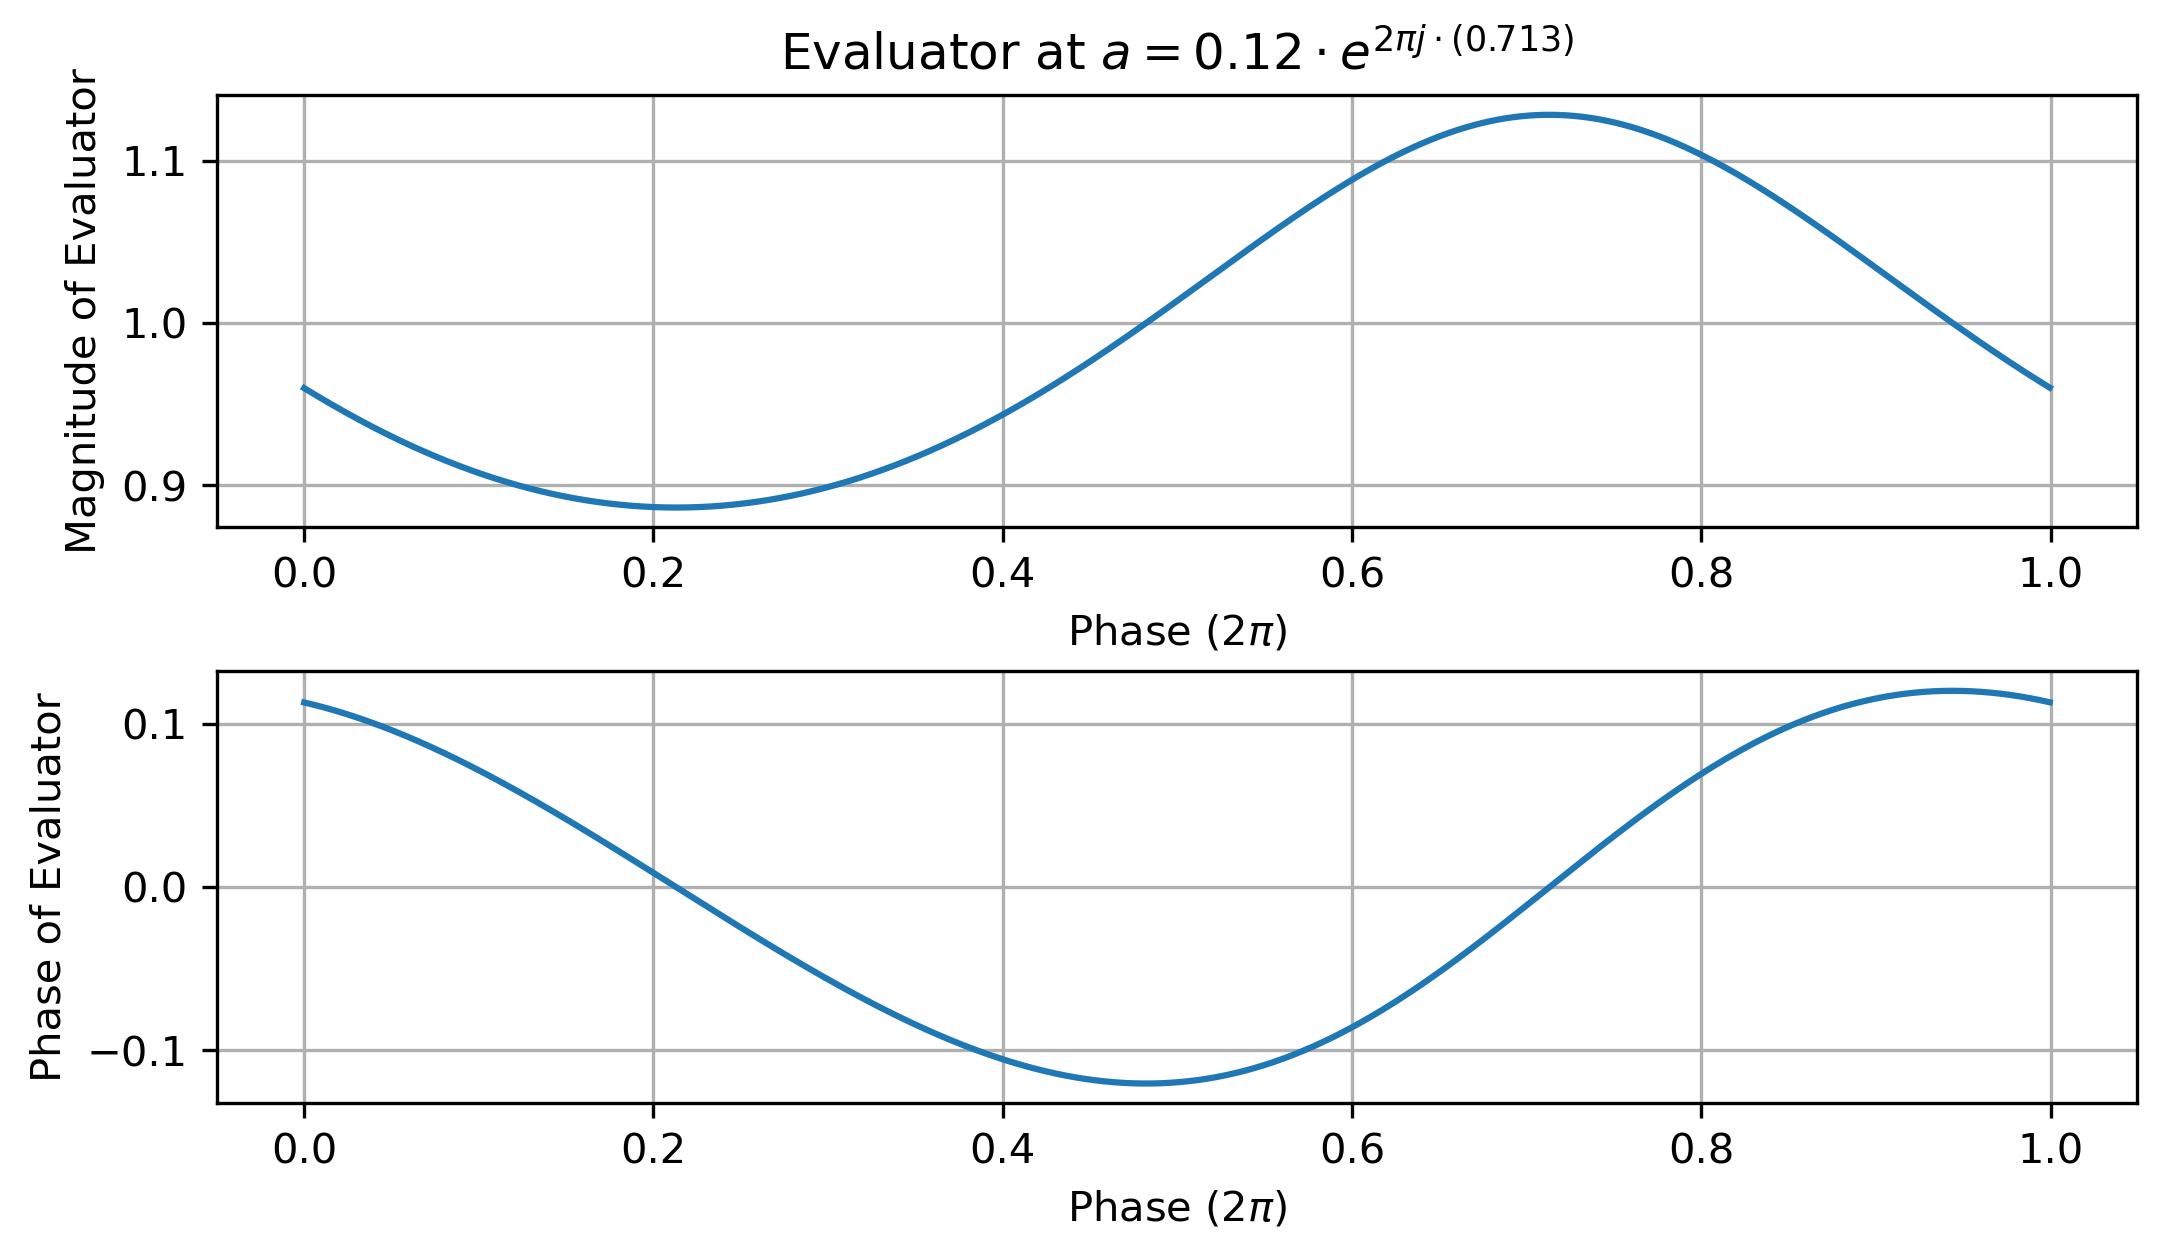 Evaluator at a = 0.12 · e^{2πj · (0.713)}
Magnitude of Evaluator
1.1
1.0
0.9
0.0 0.2 0.4 0.6 0.8 1.0
Phase (2π)
Phase of Evaluator
0.1
0.0
−0.1
0.0 0.2 0.4 0.6 0.8 1.0
Phase (2π)